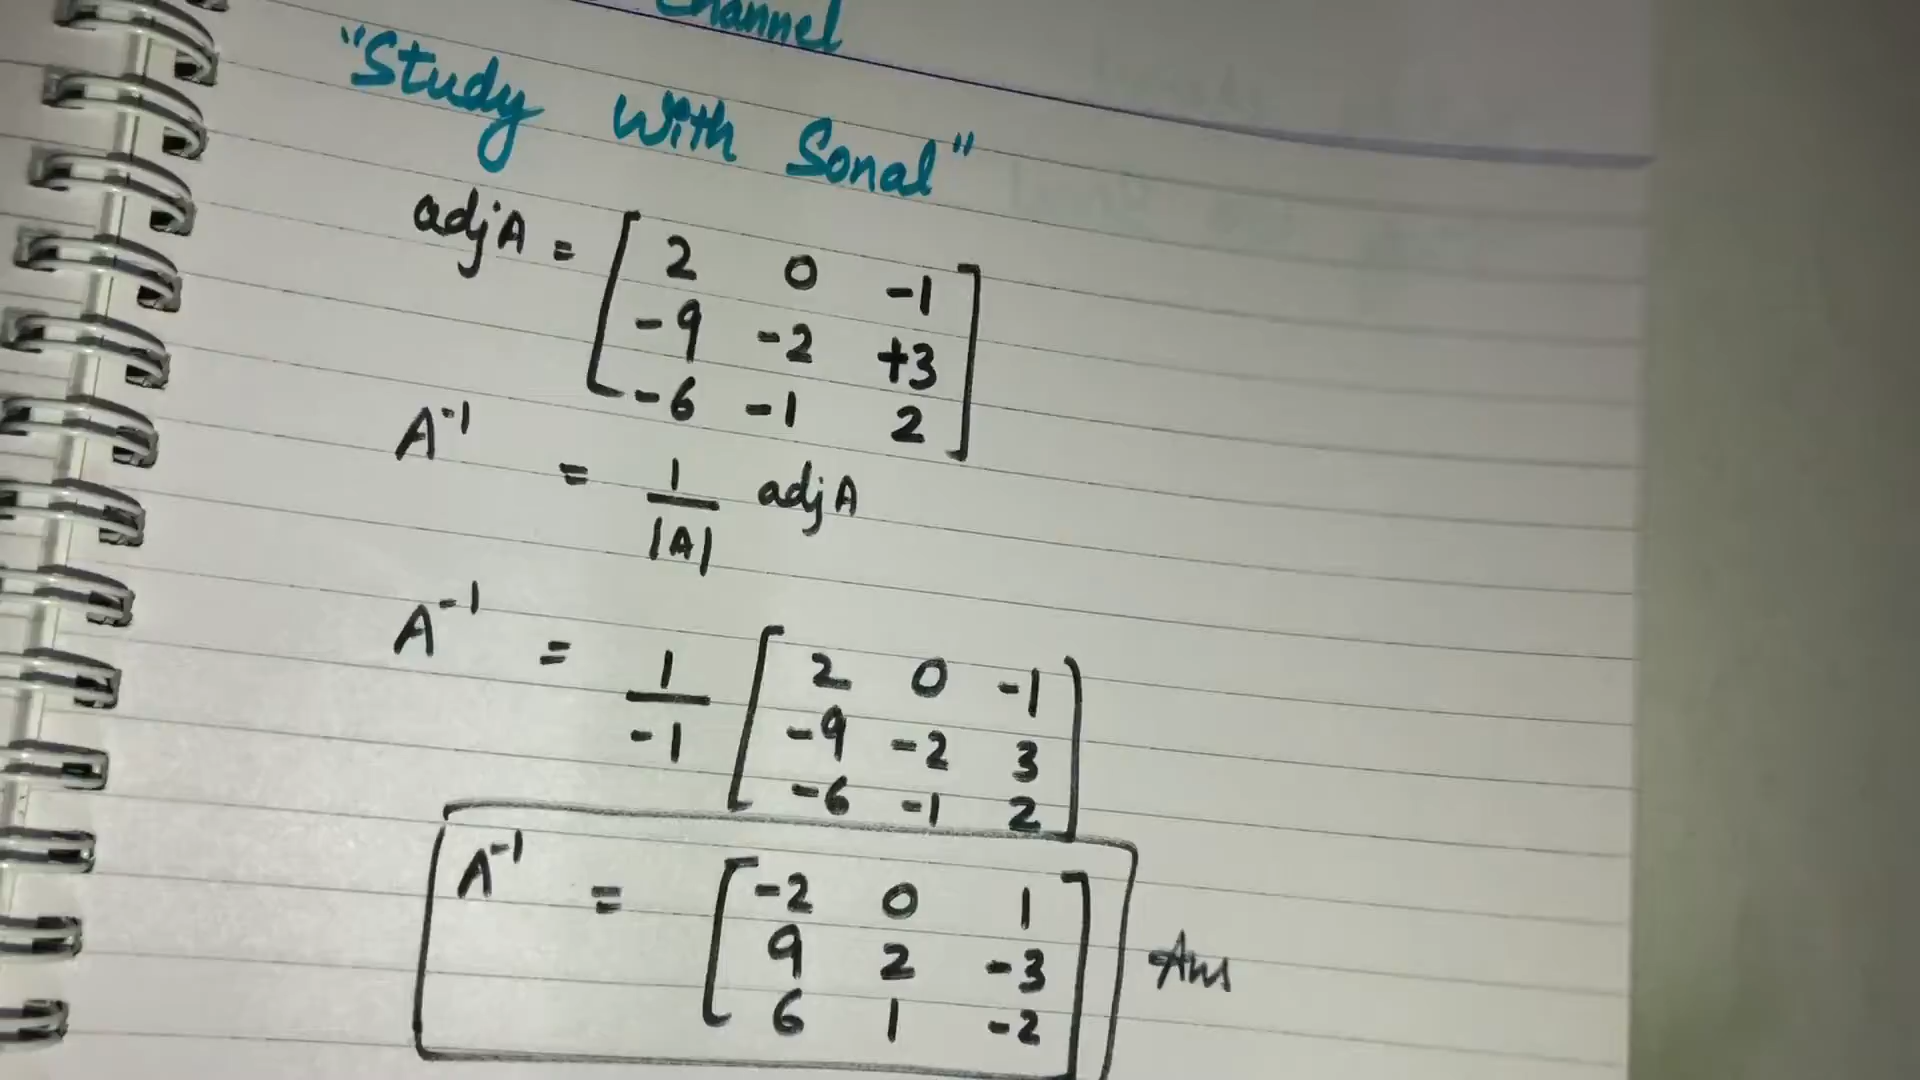 Channel
"Study with Sonal"
adj A = [ 2 0 -1
-9 -2 +3
-6 -1 2 ]
A⁻¹ = 1/|A| adj A
A⁻¹ = 1/-1 [ 2 0 -1
-9 -2 3
-6 -1 2 ]
A⁻¹ = [ -2 0 1
9 2 -3
6 1 -2 ] Ans